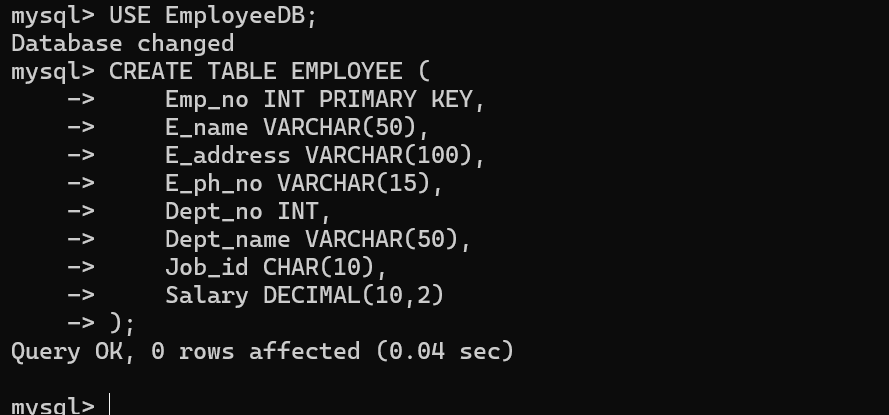 mysql> USE EmployeeDB;
Database changed
mysql> CREATE TABLE EMPLOYEE (
    ->     Emp_no INT PRIMARY KEY,
    ->     E_name VARCHAR(50),
    ->     E_address VARCHAR(100),
    ->     E_ph_no VARCHAR(15),
    ->     Dept_no INT,
    ->     Dept_name VARCHAR(50),
    ->     Job_id CHAR(10),
    ->     Salary DECIMAL(10,2)
    -> );
Query OK, 0 rows affected (0.04 sec)
mysql>